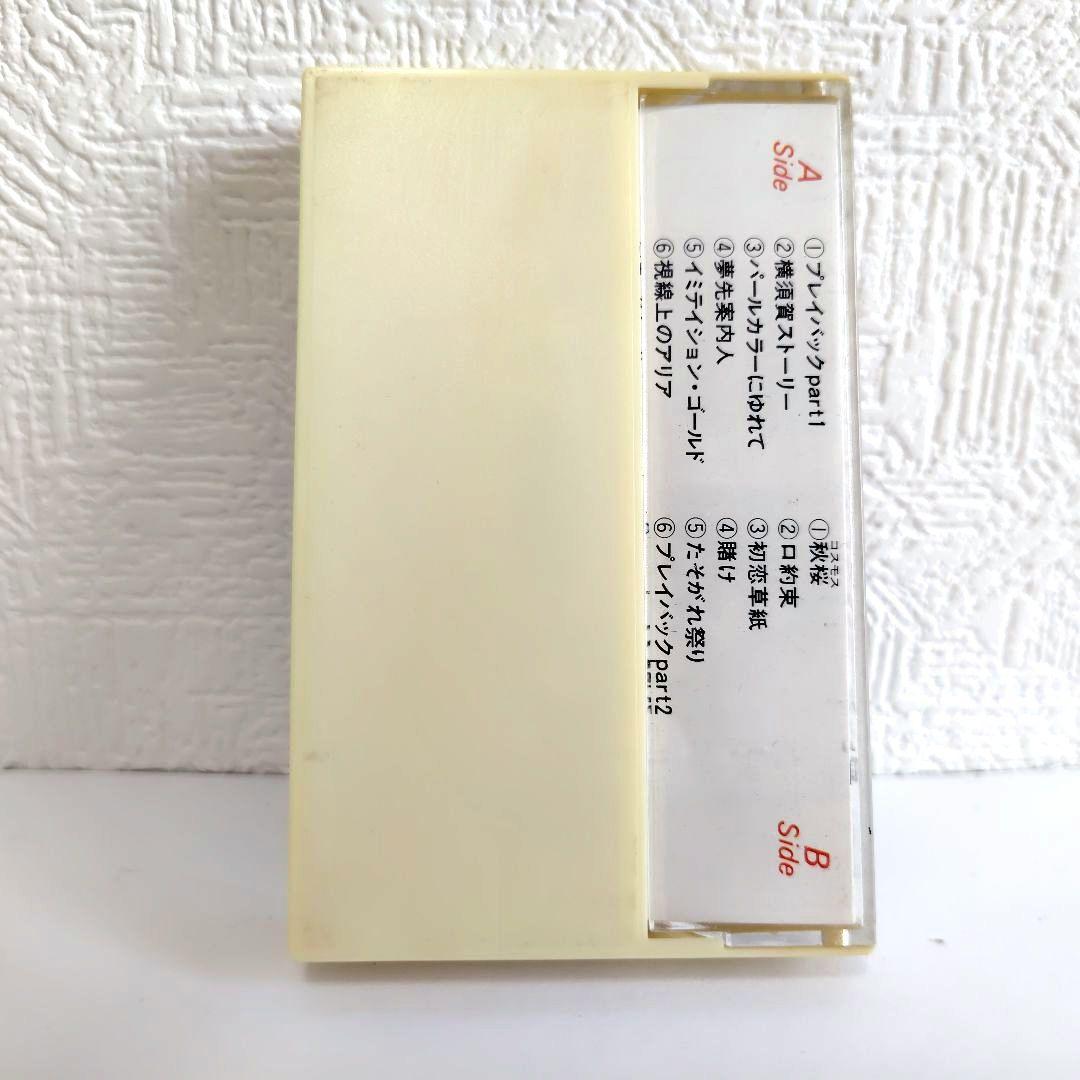 A
Side
①プレイバックpart1
②横須賀ストーリー
③パールカラーにゆれて
④夢先案内人
⑤イミテイション・ゴールド
⑥視線上のアリア
コスモス
①秋桜
②口約束
③初恋草紙
④賭け
⑤たそがれ祭り
⑥プレイバックpart2
B
Side